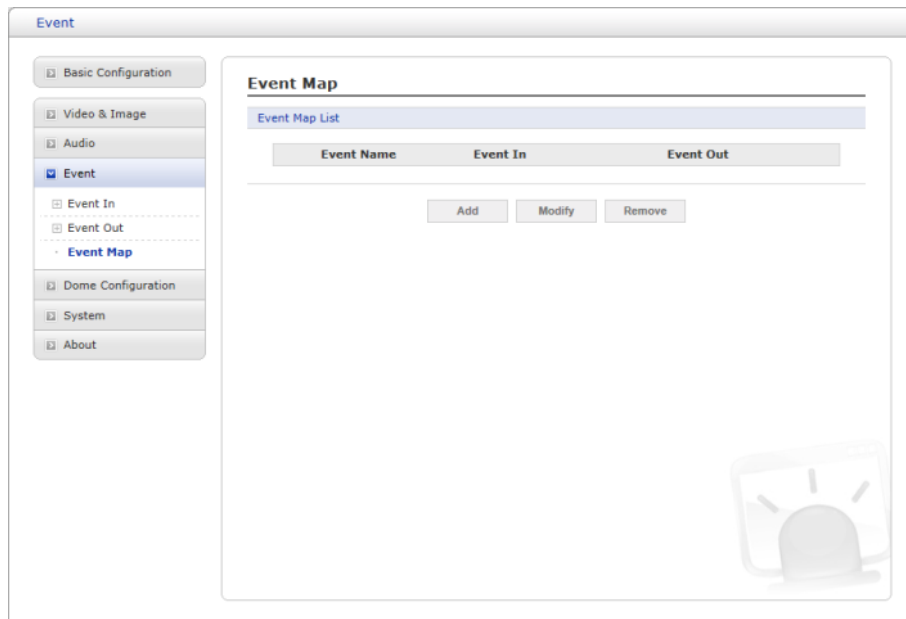 Event
Basic Configuration
Video & Image
Audio
Event
Event In
Event Out
Event Map
Dome Configuration
System
About
Event Map
Event Map List
Event Name Event In Event Out
Add Modify Remove